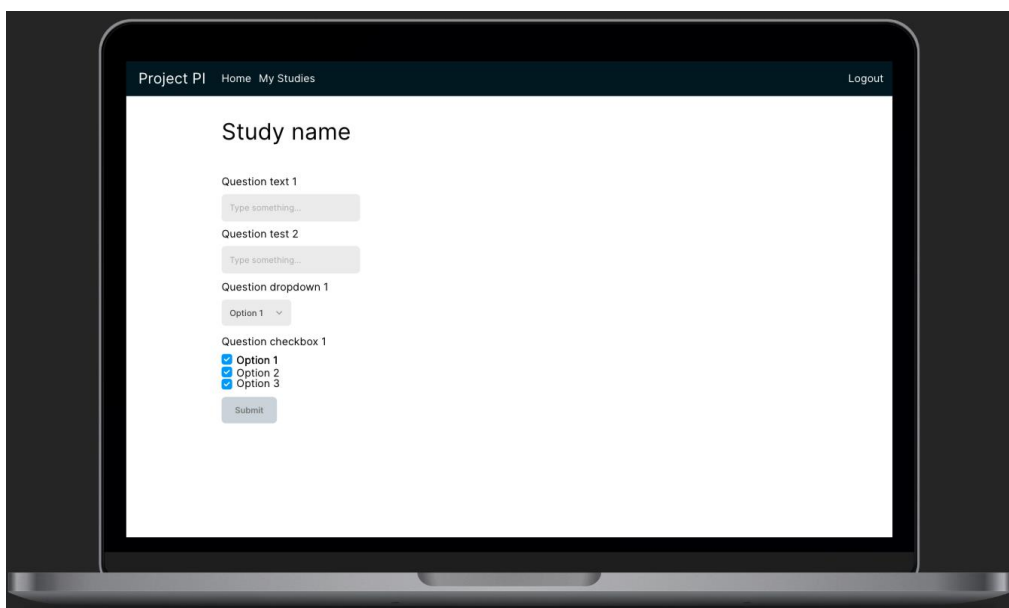 Project PI Home My Studies Logout
Study name
Question text 1
Type something...
Question test 2
Type something...
Question dropdown 1
Option 1
Question checkbox 1
Option 1
Option 2
Option 3
Submit